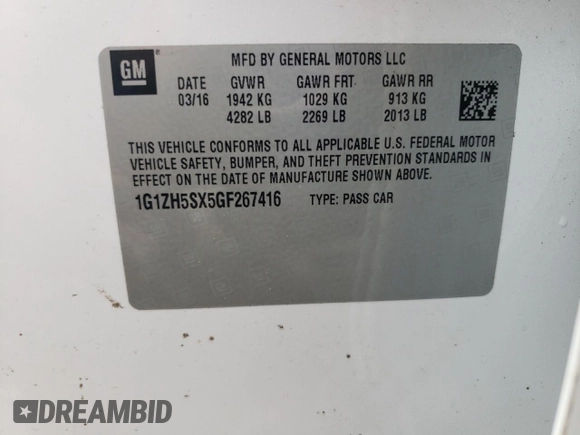 GM
MFD BY GENERAL MOTORS LLC
DATE GVWR GAWR FRT GAWR RR
03/16 1942 KG 1029 KG 913 KG
4282 LB 2269 LB 2013 LB
THIS VEHICLE CONFORMS TO ALL APPLICABLE U.S. FEDERAL MOTOR
VEHICLE SAFETY, BUMPER, AND THEFT PREVENTION STANDARDS IN
EFFECT ON THE DATE OF MANUFACTURE SHOWN ABOVE.
1G1ZH5SX5GF267416 TYPE: PASS CAR
DREAMBID